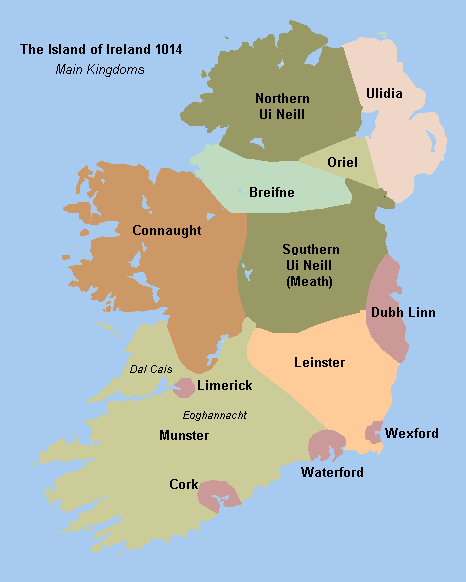 The Island of Ireland 1014
Main Kingdoms
Northern
Ui Neill
Ulidia
Oriel
Breifne
Connaught
Southern
Ui Neill
(Meath)
Dubh Linn
Leinster
Dal Cais
Limerick
Eoghannacht
Munster
Wexford
Waterford
Cork